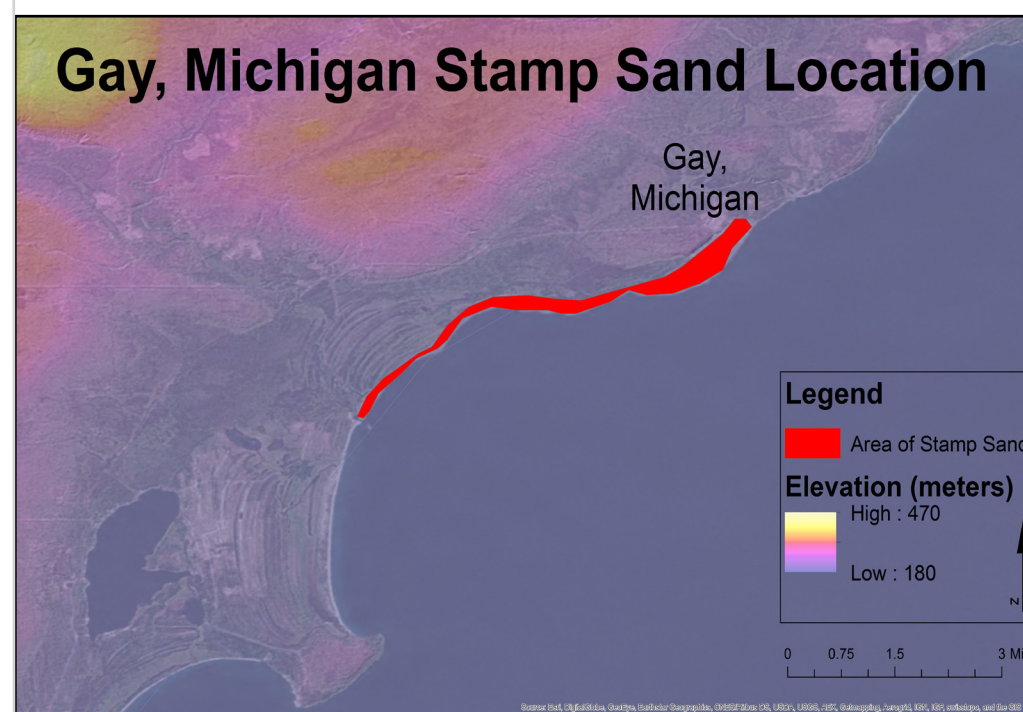 Gay, Michigan Stamp Sand Location
Gay,
Michigan
Legend
Area of Stamp Sand
Elevation (meters)
High : 470
Low : 180
N
0 0.75 1.5 3 Mi